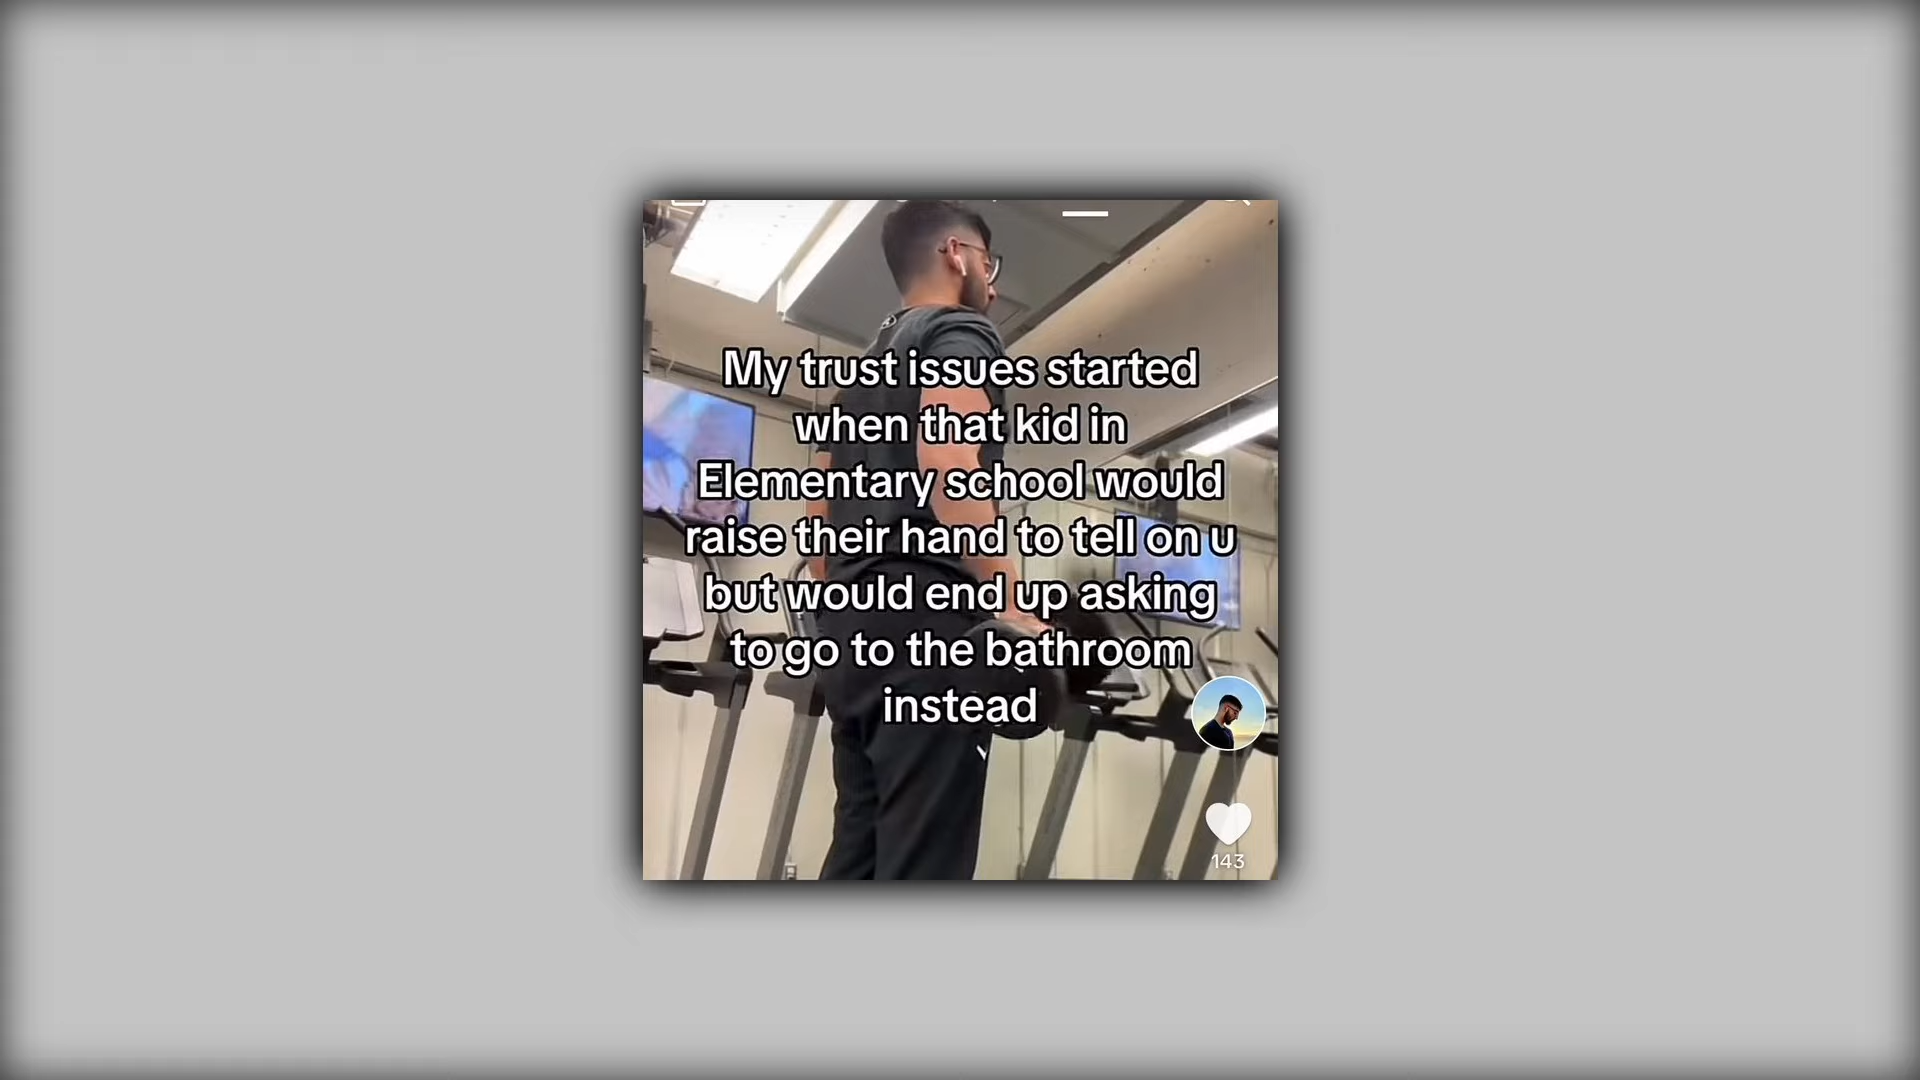 My trust issues started
when that kid in
Elementary school would
raise their hand to tell on u
but would end up asking
to go to the bathroom
instead
143